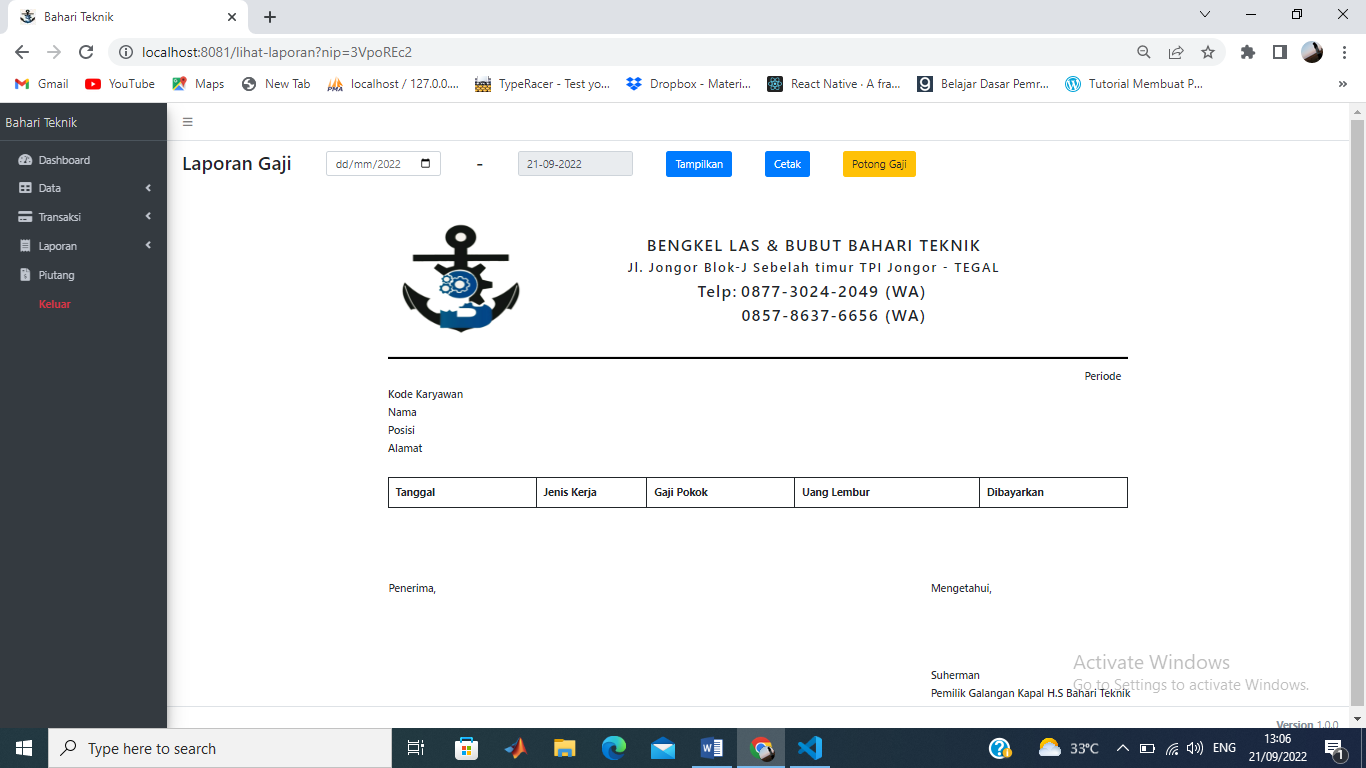 Bahari Teknik
localhost:8081/lihat-laporan?nip=3VpoREc2
Gmail YouTube Maps New Tab localhost / 127.0.0.... TypeRacer - Test yo... Dropbox - Materi... React Native · A fra... Belajar Dasar Pemr... Tutorial Membuat P... »
Bahari Teknik
Dashboard
Data
Transaksi
Laporan
Piutang
Keluar
Laporan Gaji dd/mm/2022 - 21-09-2022 Tampilkan Cetak Potong Gaji
BENGKEL LAS & BUBUT BAHARI TEKNIK
Jl. Jongor Blok-J Sebelah timur TPI Jongor - TEGAL
Telp: 0877-3024-2049 (WA)
0857-8637-6656 (WA)
Periode
Kode Karyawan
Nama
Posisi
Alamat
Tanggal Jenis Kerja Gaji Pokok Uang Lembur Dibayarkan
Penerima, Mengetahui,
Suherman
Pemilik Galangan Kapal H.S Bahari Teknik
Activate Windows
Go to Settings to activate Windows.
Version 1.0.0
Type here to search
33°C ENG
13:06
21/09/2022
1